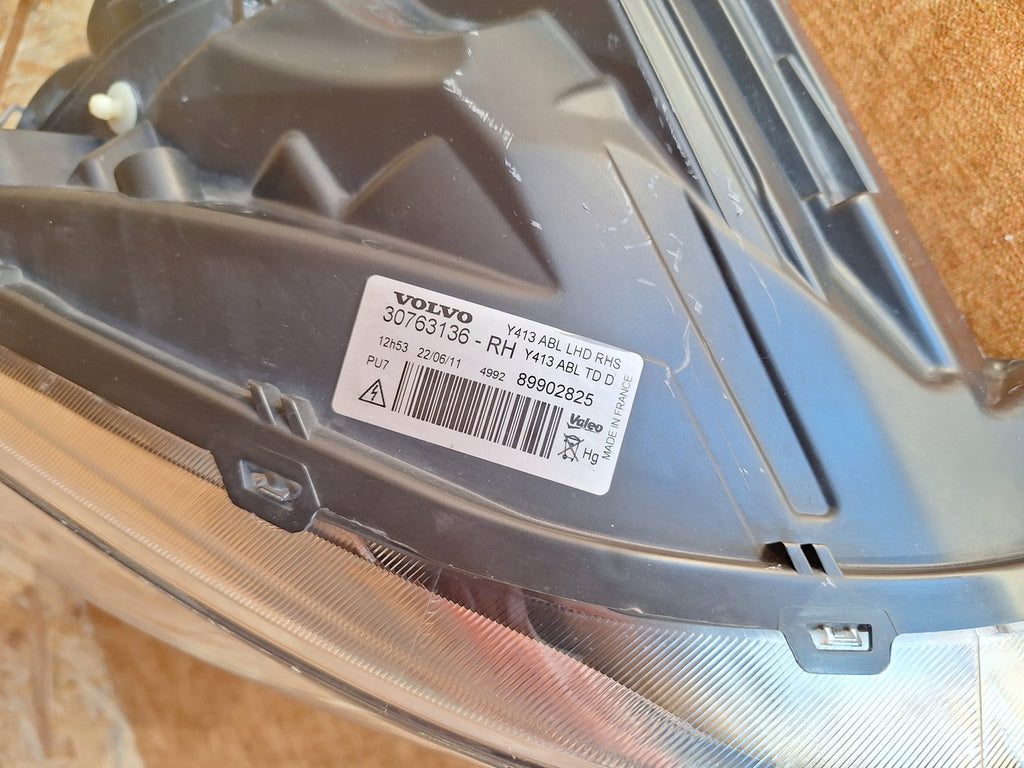 VOLVO
30763136 - RH
Y413 ABL LHD RHS
Y413 ABL TD D
12h53 22/06/11 4992 89902825
PU7
Valeo
Hg
MADE IN FRANCE